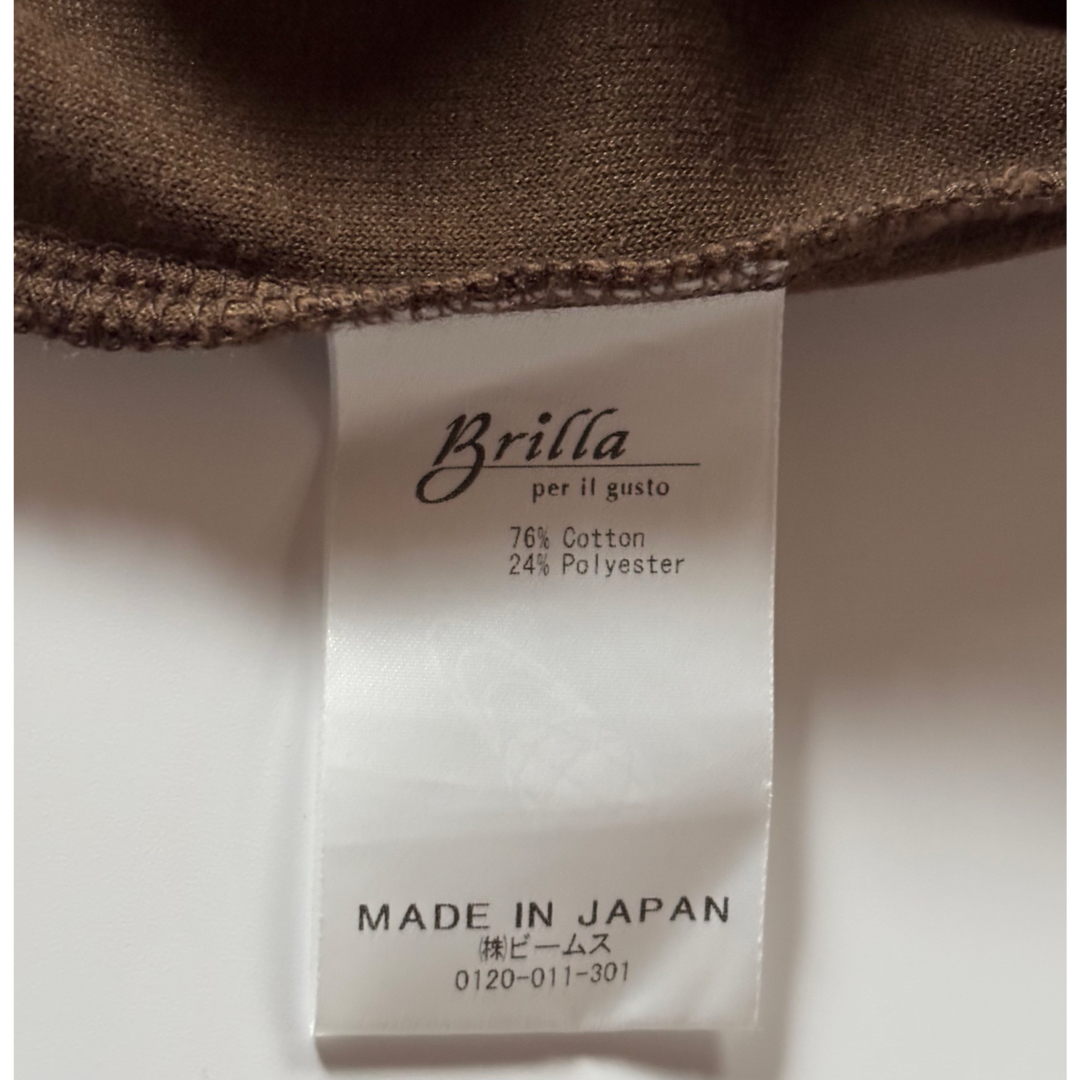 Brilla
per il gusto
76% Cotton
24% Polyester
MADE IN JAPAN
㈱ビームス
0120-011-301